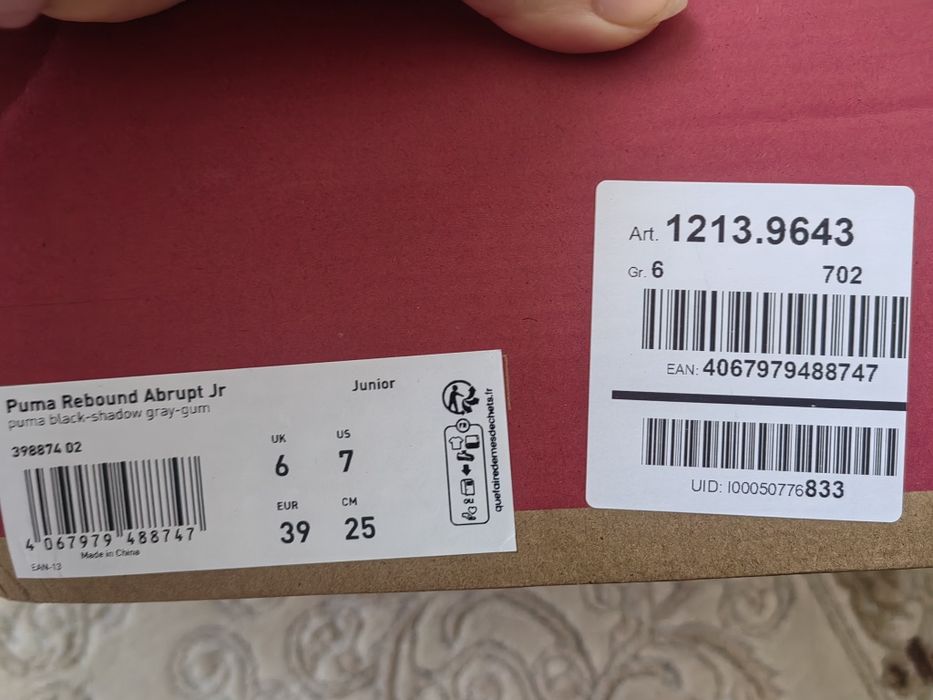 Puma Rebound Abrupt Jr
puma black-shadow gray-gum
398874 02
4 067979 488747
Made in China
EAN-13
Junior
UK US
6 7
EUR CM
39 25
FR
quefairedemesdechets.fr
Art. 1213.9643
Gr. 6 702
EAN: 4067979488747
UID: I00050776833